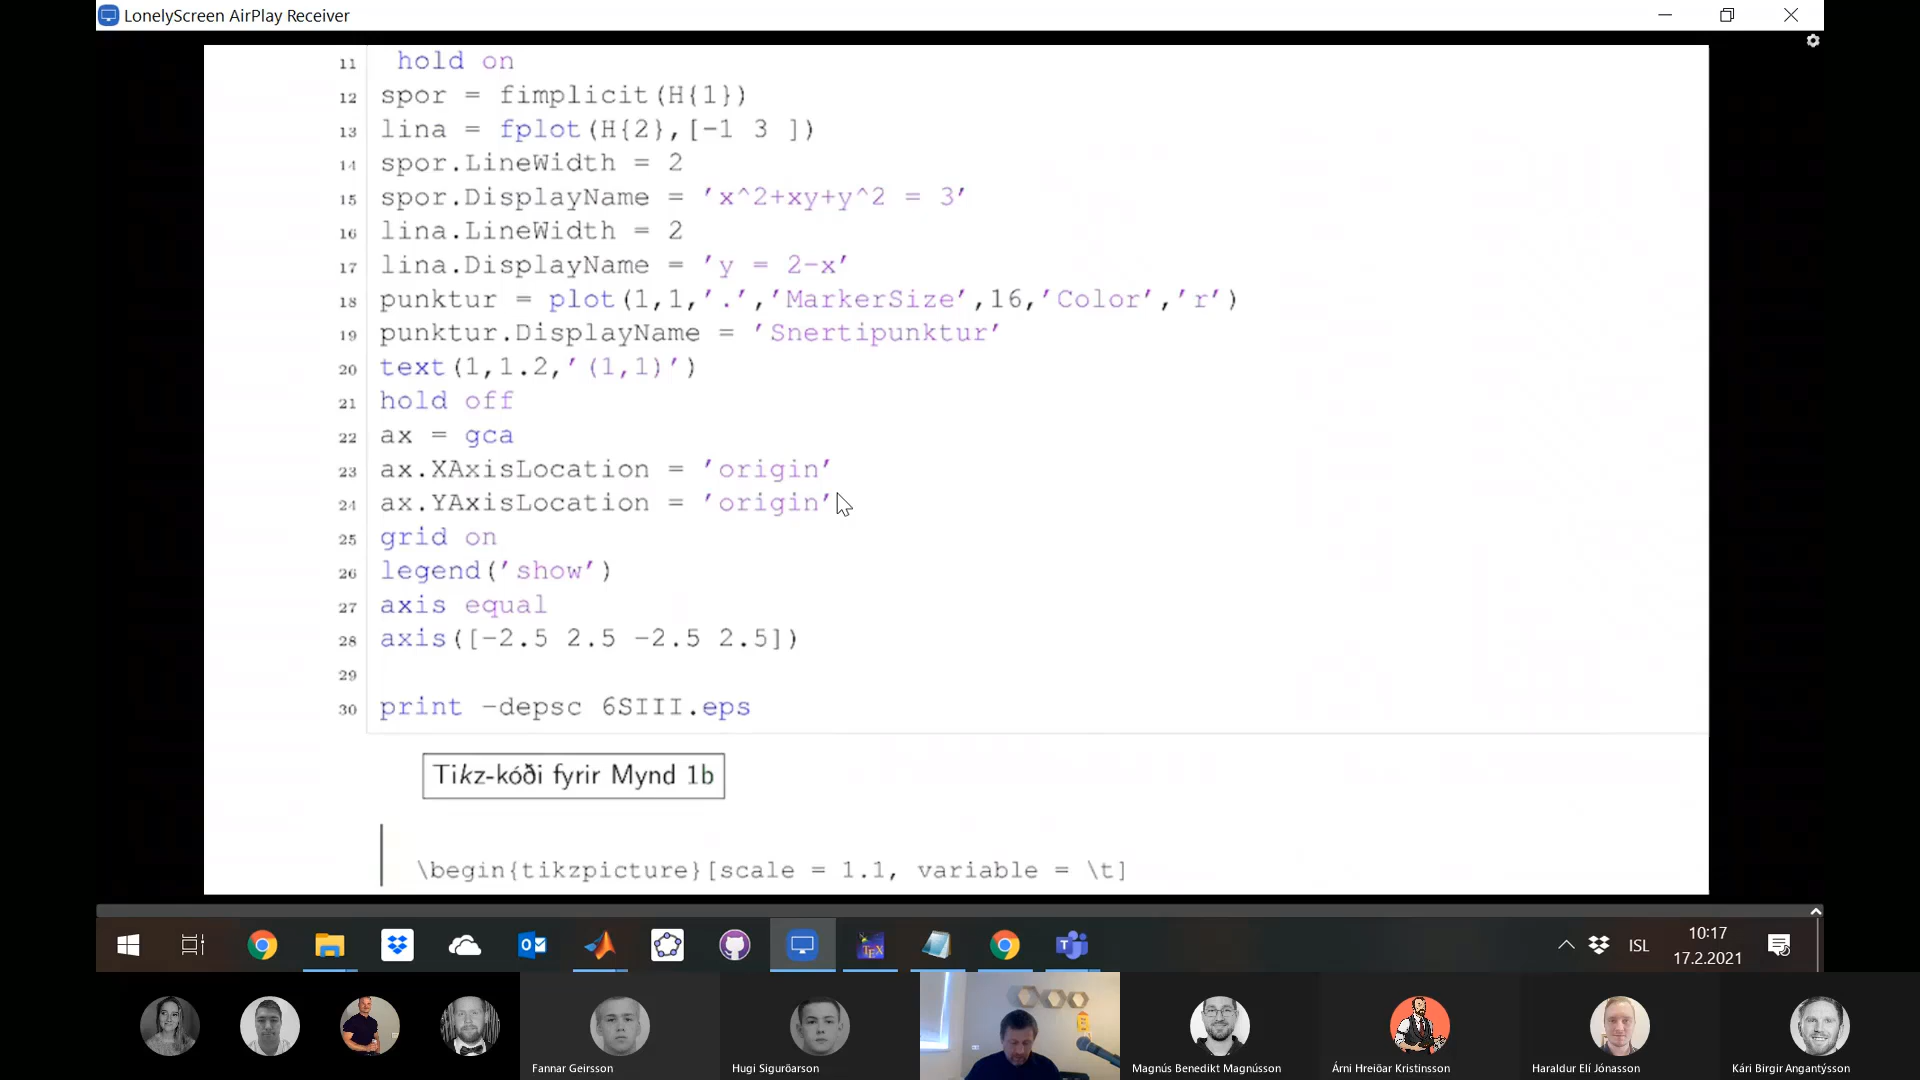 LonelyScreen AirPlay Receiver
11 hold on
12 spor = fimplicit(H{1})
13 lina = fplot(H{2},[-1 3 ])
14 spor.LineWidth = 2
15 spor.DisplayName = 'x^2+xy+y^2 = 3'
16 lina.LineWidth = 2
17 lina.DisplayName = 'y = 2-x'
18 punktur = plot(1,1,'.','MarkerSize',16,'Color','r')
19 punktur.DisplayName = 'Snertipunktur'
20 text(1,1.2,'(1,1)')
21 hold off
22 ax = gca
23 ax.XAxisLocation = 'origin'
24 ax.YAxisLocation = 'origin'
25 grid on
26 legend('show')
27 axis equal
28 axis([-2.5 2.5 -2.5 2.5])
29
30 print -depsc 6SIII.eps
Tikz-kóði fyrir Mynd 1b
\begin{tikzpicture}[scale = 1.1, variable = \t]
ISL
10:17
17.2.2021
Fannar Geirsson
Hugi Sigurðarson
Magnús Benedikt Magnússon
Árni Hreiðar Kristinsson
Haraldur Elí Jónasson
Kári Birgir Angantýsson